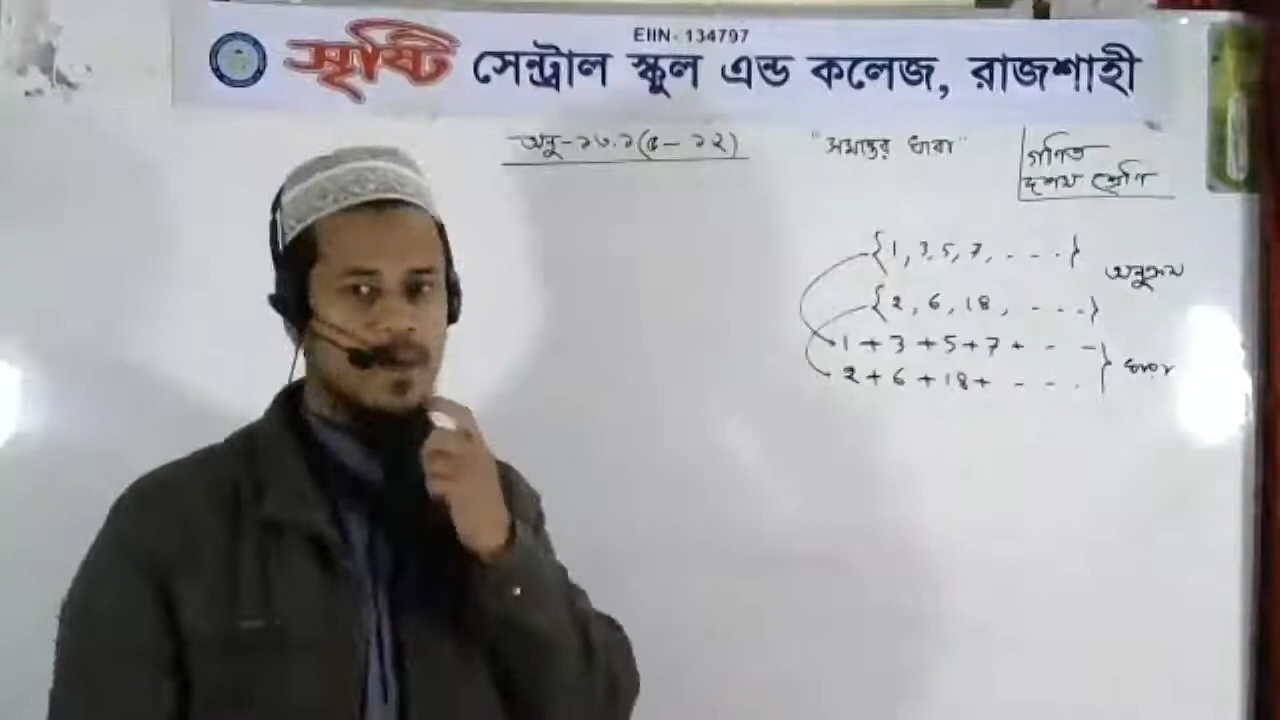 EIIN- 134797
সৃষ্টি সেন্ট্রাল স্কুল এন্ড কলেজ, রাজশাহী
অনু-১৩.১(৫-১২) "সমান্তর ধারা" গণিত
দশম শ্রেণি
{1, 3, 5, 7, - - - .} অনুক্রম
{2, 6, 18, - - - .}
1 + 3 + 5 + 7 + - - } ধারা
2 + 6 + 18 + - - .